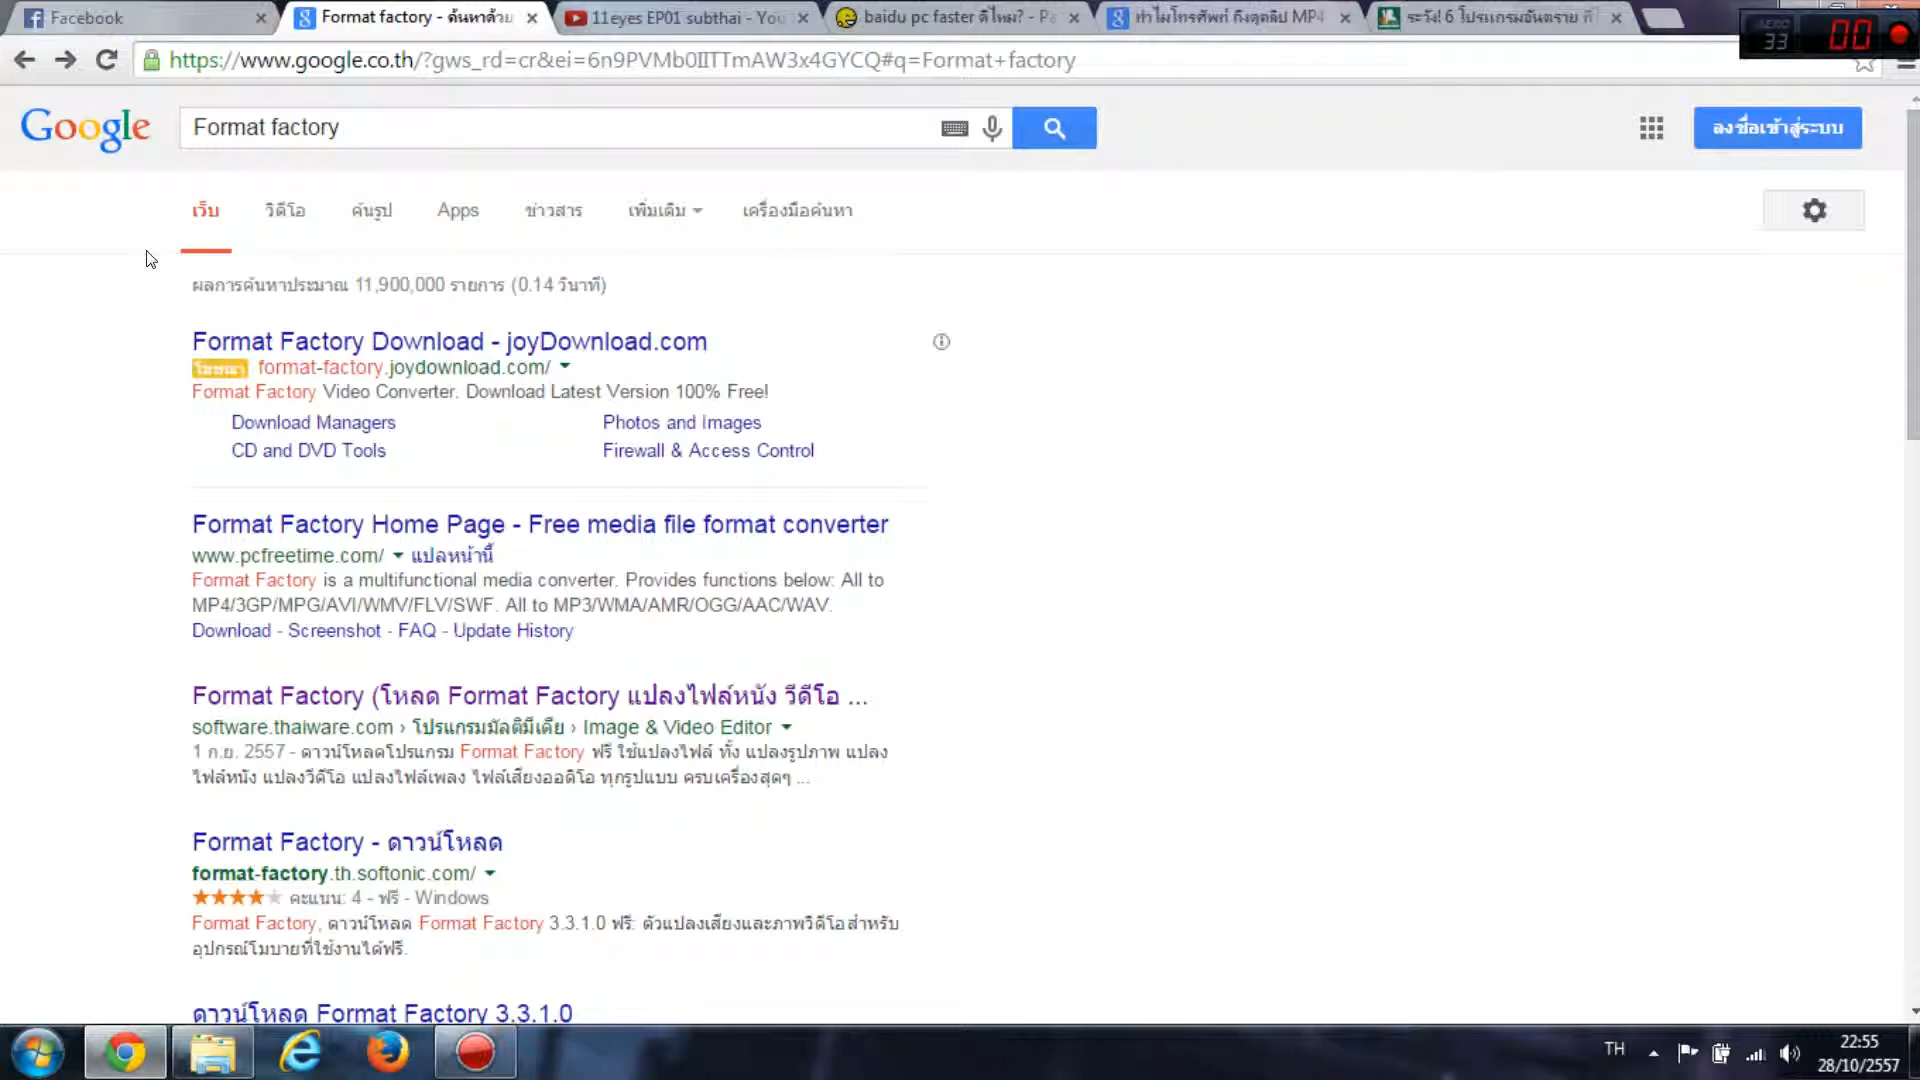 Facebook
Format factory - ค้นหาด้วย
11eyes EP01 subthai - You
baidu pc faster ดีไหม? - Pa
ทำไมโทรศัพท์ ถึงดูคลิป MP4
ระวัง! 6 โปรแกรมอันตราย ที่
33
00
https://www.google.co.th/?gws_rd=cr&ei=6n9PVMb0IITTmAW3x4GYCQ#q=Format+factory
Google
Format factory
ลงชื่อเข้าสู่ระบบ
เว็บ วิดีโอ ค้นรูป Apps ข่าวสาร เพิ่มเติม เครื่องมือค้นหา
ผลการค้นหาประมาณ 11,900,000 รายการ (0.14 วินาที)
Format Factory Download - joyDownload.com
โฆษณา format-factory.joydownload.com/
Format Factory Video Converter. Download Latest Version 100% Free!
Download Managers Photos and Images
CD and DVD Tools Firewall & Access Control
Format Factory Home Page - Free media file format converter
www.pcfreetime.com/ แปลหน้านี้
Format Factory is a multifunctional media converter. Provides functions below: All to
MP4/3GP/MPG/AVI/WMV/FLV/SWF. All to MP3/WMA/AMR/OGG/AAC/WAV.
Download - Screenshot - FAQ - Update History
Format Factory (โหลด Format Factory แปลงไฟล์หนัง วีดีโอ ...
software.thaiware.com › โปรแกรมมัลติมีเดีย › Image & Video Editor
1 ก.ย. 2557 - ดาวน์โหลดโปรแกรม Format Factory ฟรี ใช้แปลงไฟล์ ทั้ง แปลงรูปภาพ แปลง
ไฟล์หนัง แปลงวีดีโอ แปลงไฟล์เพลง ไฟล์เสียงออดิโอ ทุกรูปแบบ ครบเครื่องสุดๆ ...
Format Factory - ดาวน์โหลด
format-factory.th.softonic.com/
คะแนน: 4 - ฟรี - Windows
Format Factory, ดาวน์โหลด Format Factory 3.3.1.0 ฟรี: ตัวแปลงเสียงและภาพวิดีโอสำหรับ
อุปกรณ์โมบายที่ใช้งานได้ฟรี.
ดาวน์โหลด Format Factory 3.3.1.0
TH
22:55
28/10/2557